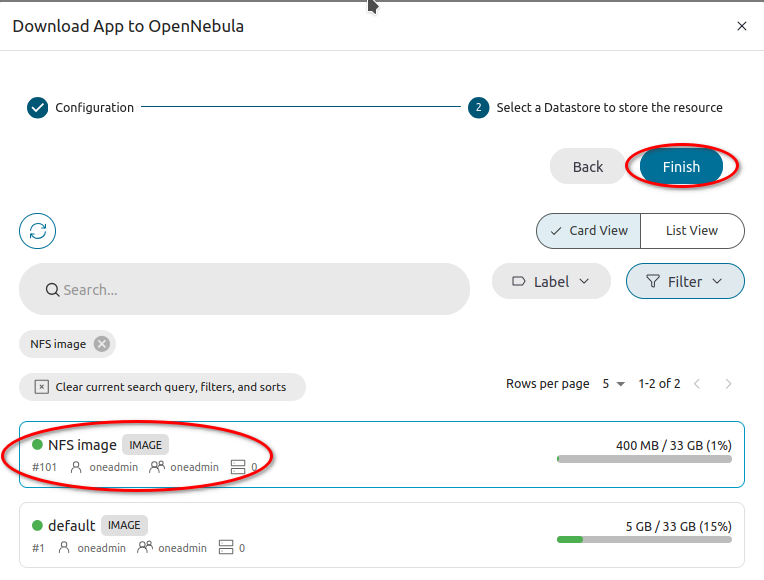 Download App to OpenNebula
Configuration
2 Select a Datastore to store the resource
Back Finish
Card View List View
Search...
Label Filter
NFS image
Clear current search query, filters, and sorts
Rows per page 5 1-2 of 2
NFS image IMAGE 400 MB / 33 GB (1%)
#101 oneadmin oneadmin 0
default IMAGE 5 GB / 33 GB (15%)
#1 oneadmin oneadmin 0